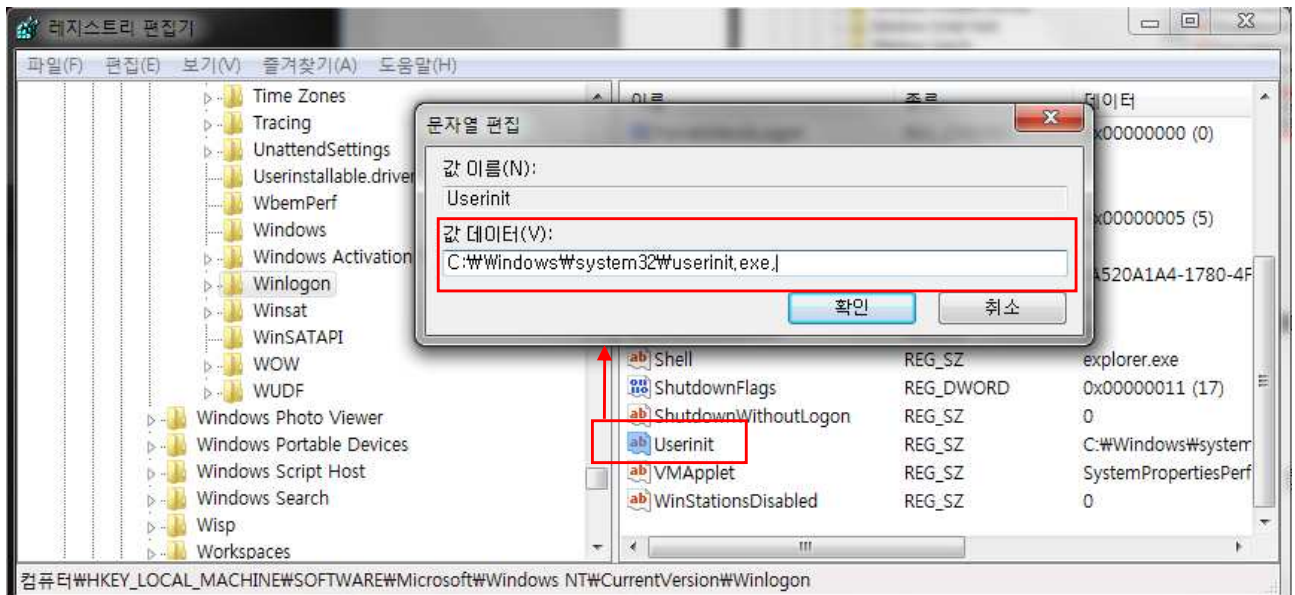 레지스트리 편집기
파일(F) 편집(E) 보기(V) 즐겨찾기(A) 도움말(H)
Time Zones
Tracing
UnattendSettings
Userinstallable.driver
WbemPerf
Windows
Windows Activation
Winlogon
Winsat
WinSATAPI
WOW
WUDF
Windows Photo Viewer
Windows Portable Devices
Windows Script Host
Windows Search
Wisp
Workspaces
이름 종류 데이터
0x00000000 (0)
x00000005 (5)
A520A1A4-1780-4F
문자열 편집
값 이름(N):
Userinit
값 데이터(V):
C:₩Windows₩system32₩userinit.exe,
확인 취소
Shell REG_SZ explorer.exe
ShutdownFlags REG_DWORD 0x00000011 (17)
ShutdownWithoutLogon REG_SZ 0
Userinit REG_SZ C:₩Windows₩system
VMApplet REG_SZ SystemPropertiesPerf
WinStationsDisabled REG_SZ 0
컴퓨터₩HKEY_LOCAL_MACHINE₩SOFTWARE₩Microsoft₩Windows NT₩CurrentVersion₩Winlogon